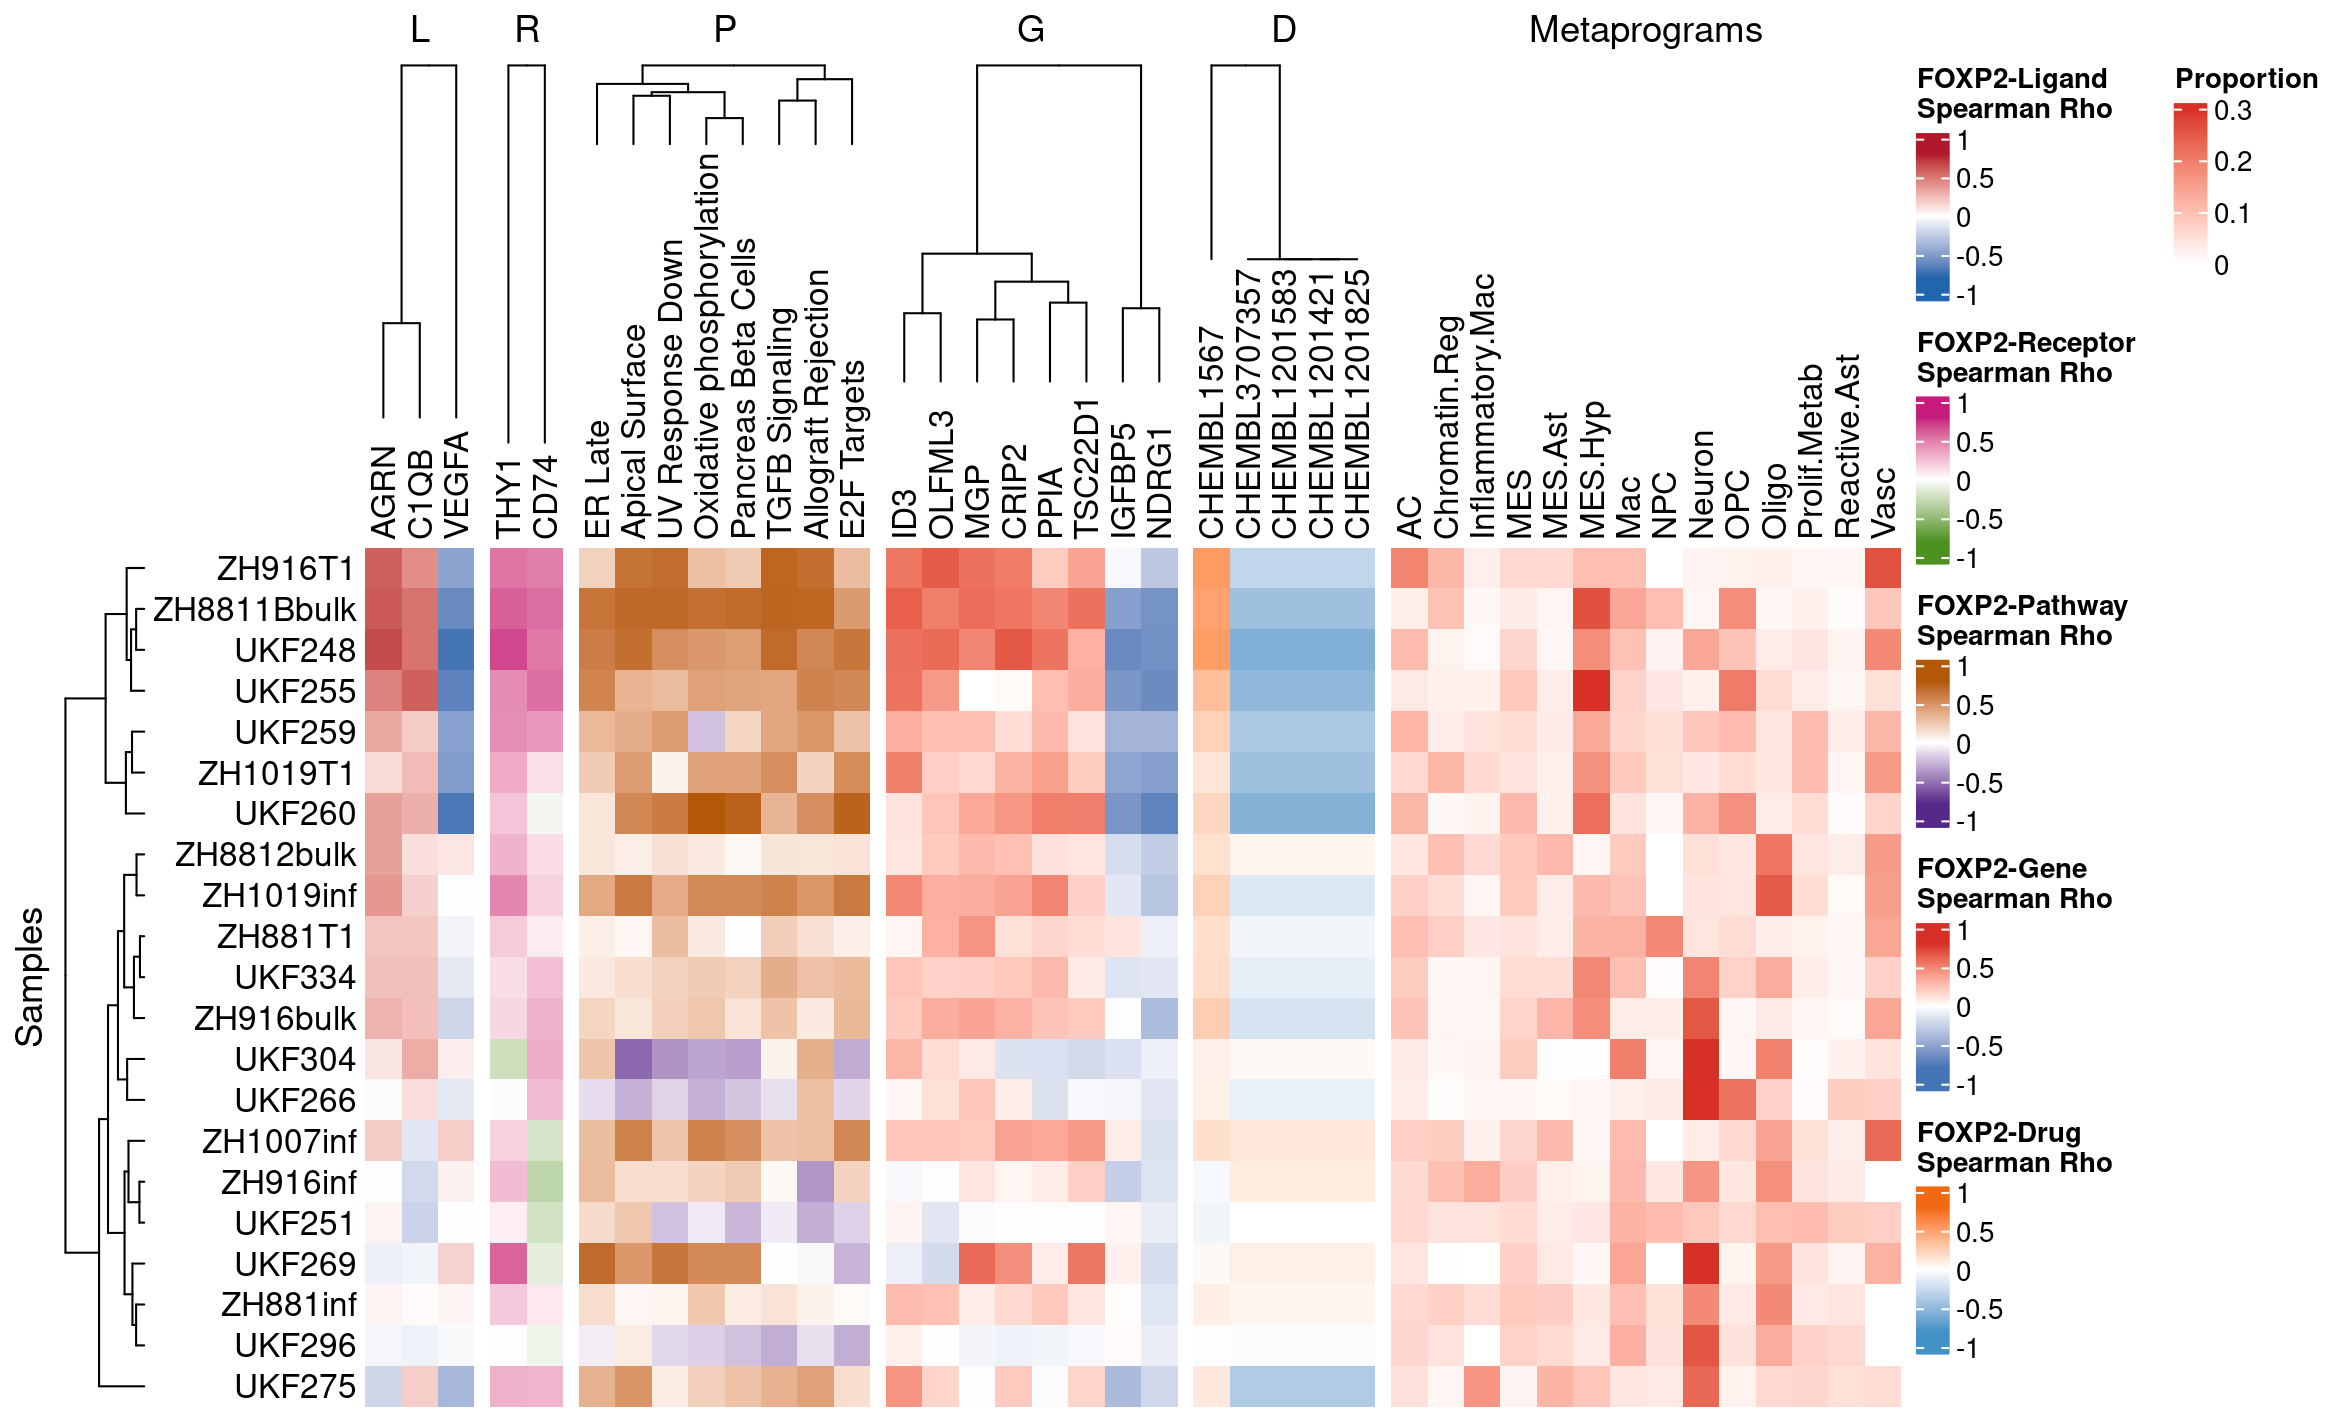 L
R
P
G
D
Metaprograms
AGRN
C1QB
VEGFA
THY1
CD74
ER Late
Apical Surface
UV Response Down
Oxidative phosphorylation
Pancreas Beta Cells
TGFB Signaling
Allograft Rejection
E2F Targets
ID3
OLFML3
MGP
CRIP2
PPIA
TSC22D1
IGFBP5
NDRG1
CHEMBL1567
CHEMBL3707357
CHEMBL1201583
CHEMBL1201421
CHEMBL1201825
AC
Chromatin.Reg
Inflammatory.Mac
MES
MES.Ast
MES.Hyp
Mac
NPC
Neuron
OPC
Oligo
Prolif.Metab
Reactive.Ast
Vasc
Samples
ZH916T1
ZH8811Bbulk
UKF248
UKF255
UKF259
ZH1019T1
UKF260
ZH8812bulk
ZH1019inf
ZH881T1
UKF334
ZH916bulk
UKF304
UKF266
ZH1007inf
ZH916inf
UKF251
UKF269
ZH881inf
UKF296
UKF275
FOXP2-Ligand
Spearman Rho
1
0.5
0
-0.5
-1
FOXP2-Receptor
Spearman Rho
1
0.5
0
-0.5
-1
FOXP2-Pathway
Spearman Rho
1
0.5
0
-0.5
-1
FOXP2-Gene
Spearman Rho
1
0.5
0
-0.5
-1
FOXP2-Drug
Spearman Rho
1
0.5
0
-0.5
-1
Proportion
0.3
0.2
0.1
0